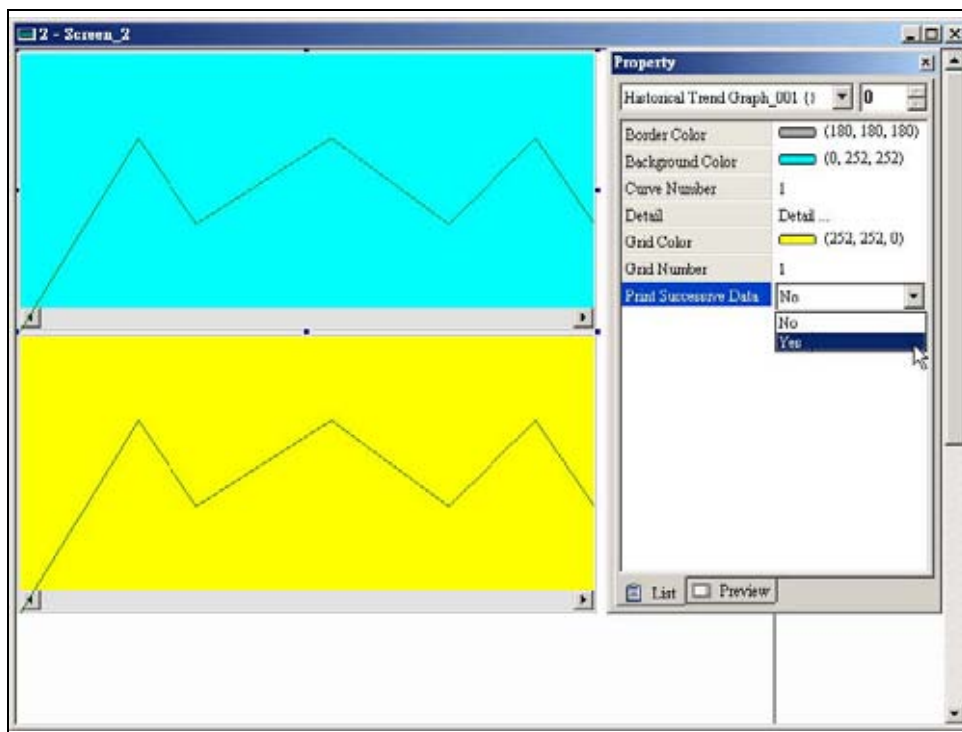 2 - Screen_2
Property
Historical Trend Graph_001 {} 0
Border Color (180, 180, 180)
Background Color (0, 252, 252)
Curve Number 1
Detail Detail ...
Grid Color (252, 252, 0)
Grid Number 1
Print Successive Data No
No
Yes
List Preview